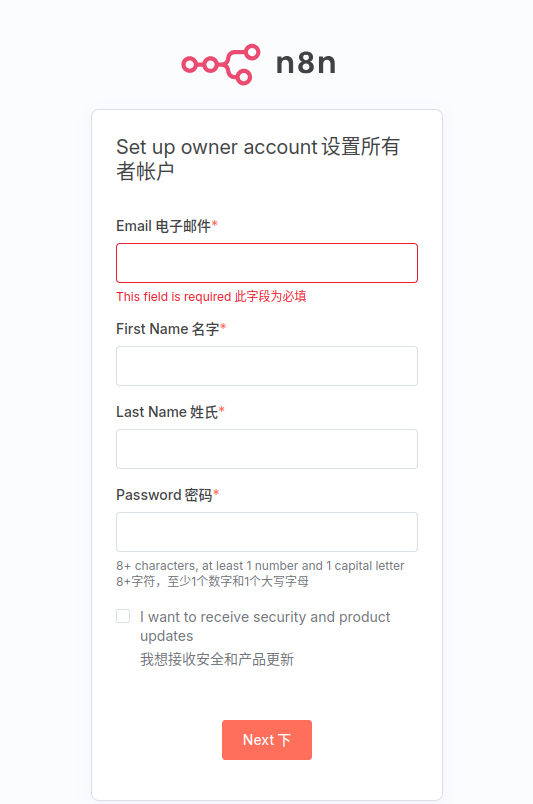 n8n
Set up owner account 设置所有
者帐户
Email 电子邮件*
This field is required 此字段为必填
First Name 名字*
Last Name 姓氏*
Password 密码*
8+ characters, at least 1 number and 1 capital letter
8+字符，至少1个数字和1个大写字母
I want to receive security and product
updates
我想接收安全和产品更新
Next 下